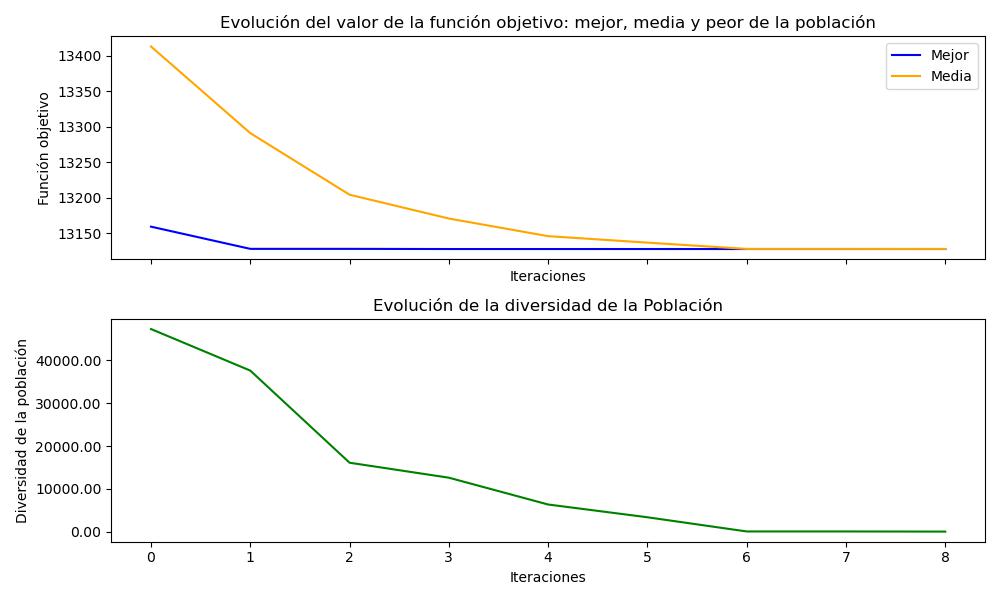 Evolución del valor de la función objetivo: mejor, media y peor de la población
Mejor
Media
Función objetivo
13400
13350
13300
13250
13200
13150
Iteraciones
Evolución de la diversidad de la Población
Diversidad de la población
40000.00
30000.00
20000.00
10000.00
0.00
0 1 2 3 4 5 6 7 8
Iteraciones